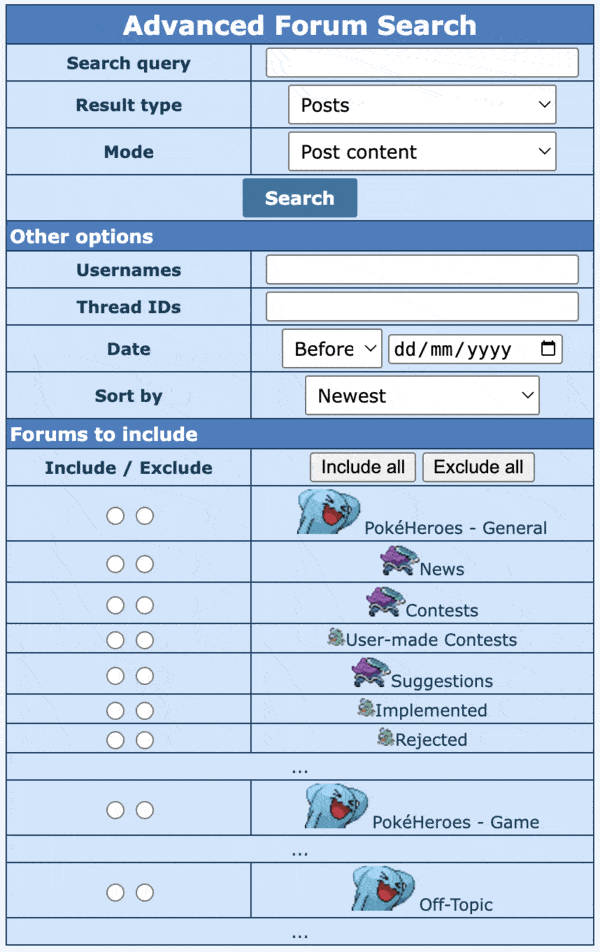 Advanced Forum Search
Search query
Result type Posts
Mode Post content
Search
Other options
Usernames
Thread IDs
Date Before dd/mm/yyyy
Sort by Newest
Forums to include
Include / Exclude Include all Exclude all
PokéHeroes - General
News
Contests
User-made Contests
Suggestions
Implemented
Rejected
...
PokéHeroes - Game
...
Off-Topic
...